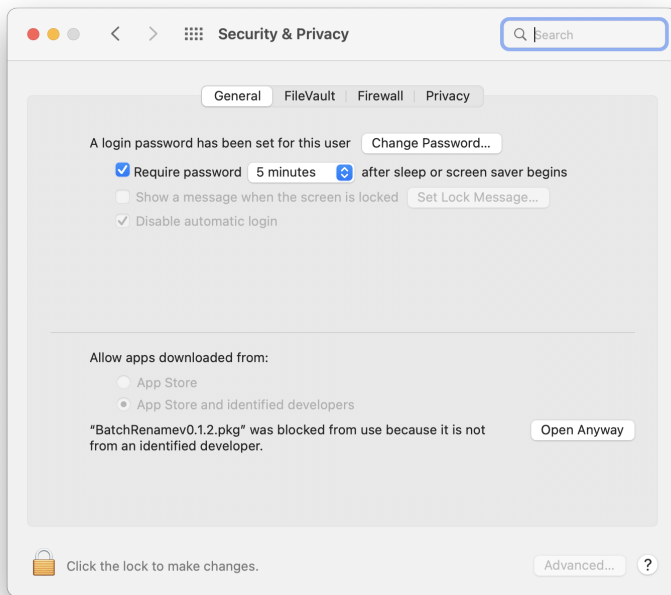 Security & Privacy
Search
General FileVault Firewall Privacy
A login password has been set for this user Change Password...
Require password 5 minutes after sleep or screen saver begins
Show a message when the screen is locked Set Lock Message...
Disable automatic login
Allow apps downloaded from:
App Store
App Store and identified developers
“BatchRenamev0.1.2.pkg” was blocked from use because it is not
from an identified developer.
Open Anyway
Click the lock to make changes.
Advanced... ?